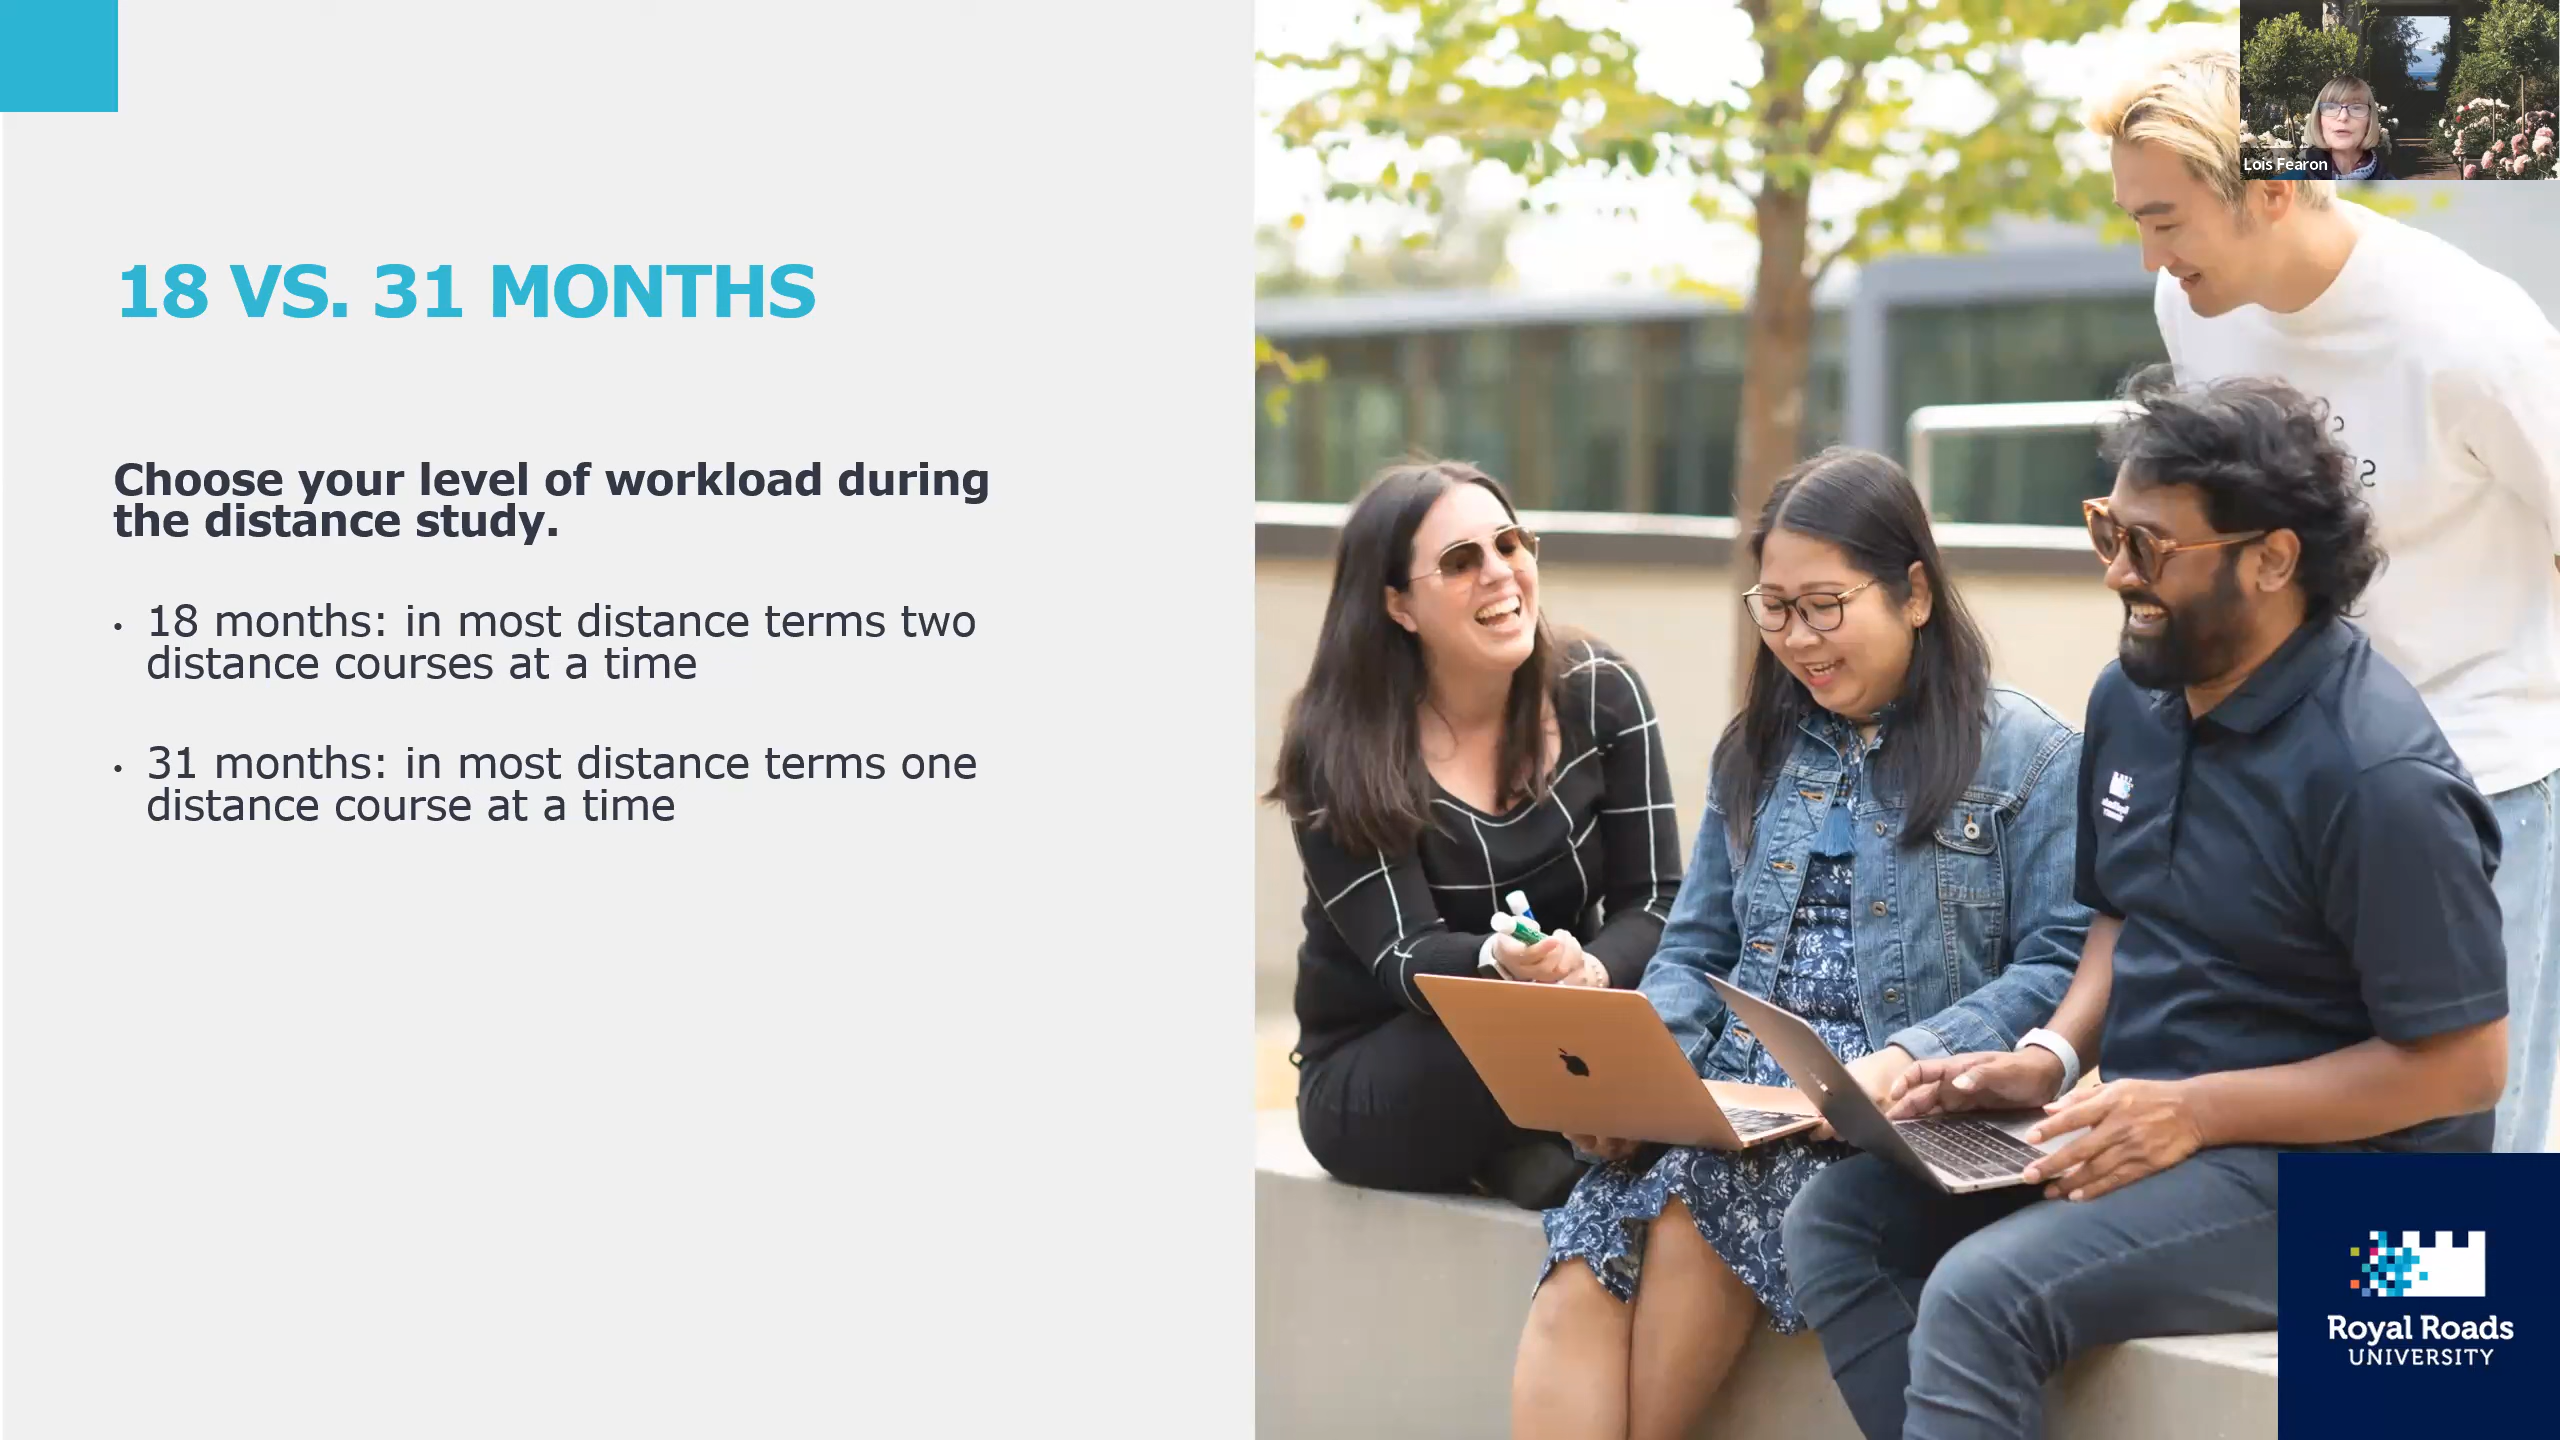 Lois Fearon
18 VS. 31 MONTHS
Choose your level of workload during
the distance study.
• 18 months: in most distance terms two
distance courses at a time
• 31 months: in most distance terms one
distance course at a time
Royal Roads
UNIVERSITY